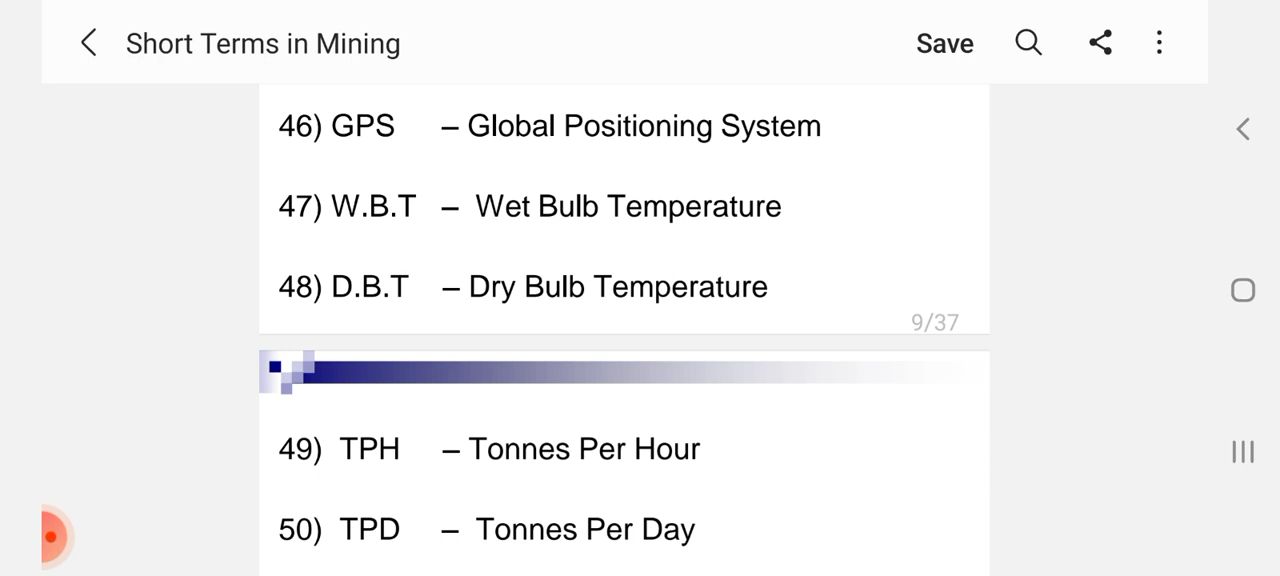 Short Terms in Mining
Save
46) GPS – Global Positioning System
47) W.B.T – Wet Bulb Temperature
48) D.B.T – Dry Bulb Temperature
9/37
49) TPH – Tonnes Per Hour
50) TPD – Tonnes Per Day